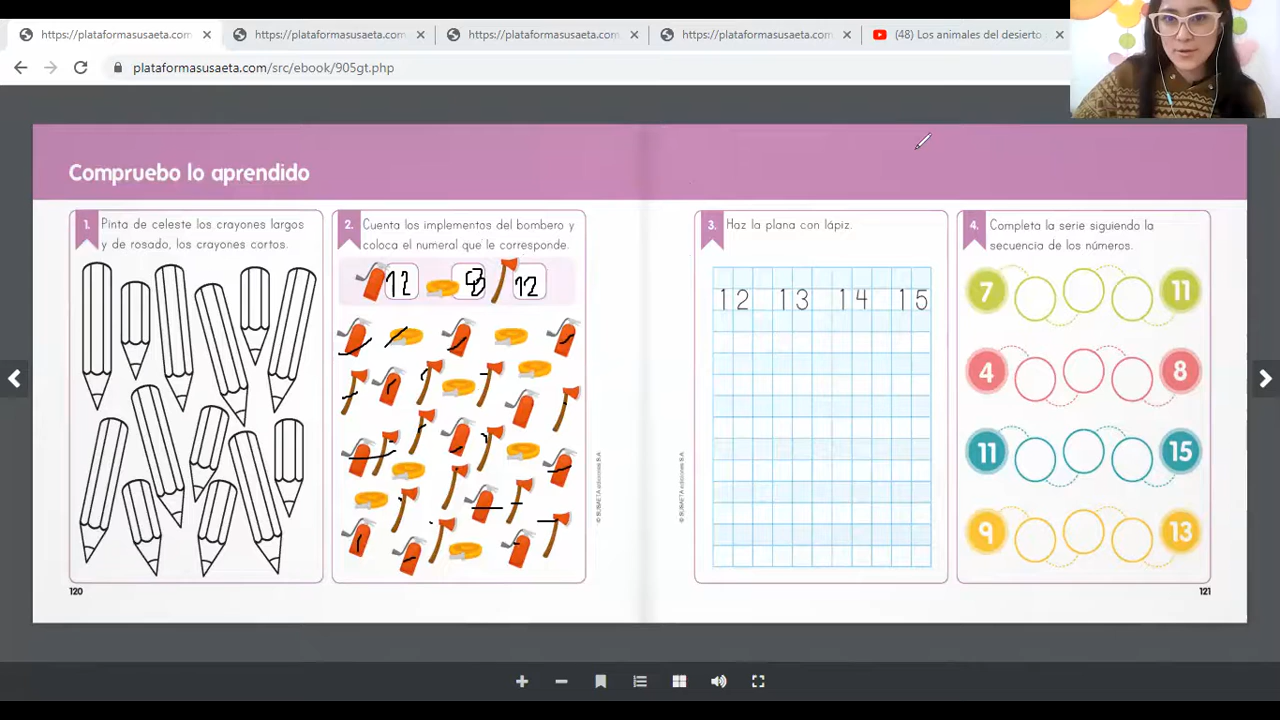 https://plataformasusaeta.com/
https://plataformasusaeta.com/
https://plataformasusaeta.com/
https://plataformasusaeta.com/
(48) Los animales del desierto
plataformasusaeta.com/src/ebook/905gt.php
Compruebo lo aprendido
1. Pinta de celeste los crayones largos
y de rosado, los crayones cortos.
2. Cuenta los implementos del bombero y
coloca el numeral que le corresponde.
12 12
© SUSAETA ediciones S.A
120
3. Haz la plana con lápiz.
12 13 14 15
4. Completa la serie siguiendo la
secuencia de los números.
7 11
4 8
11 15
9 13
© SUSAETA ediciones S.A
121